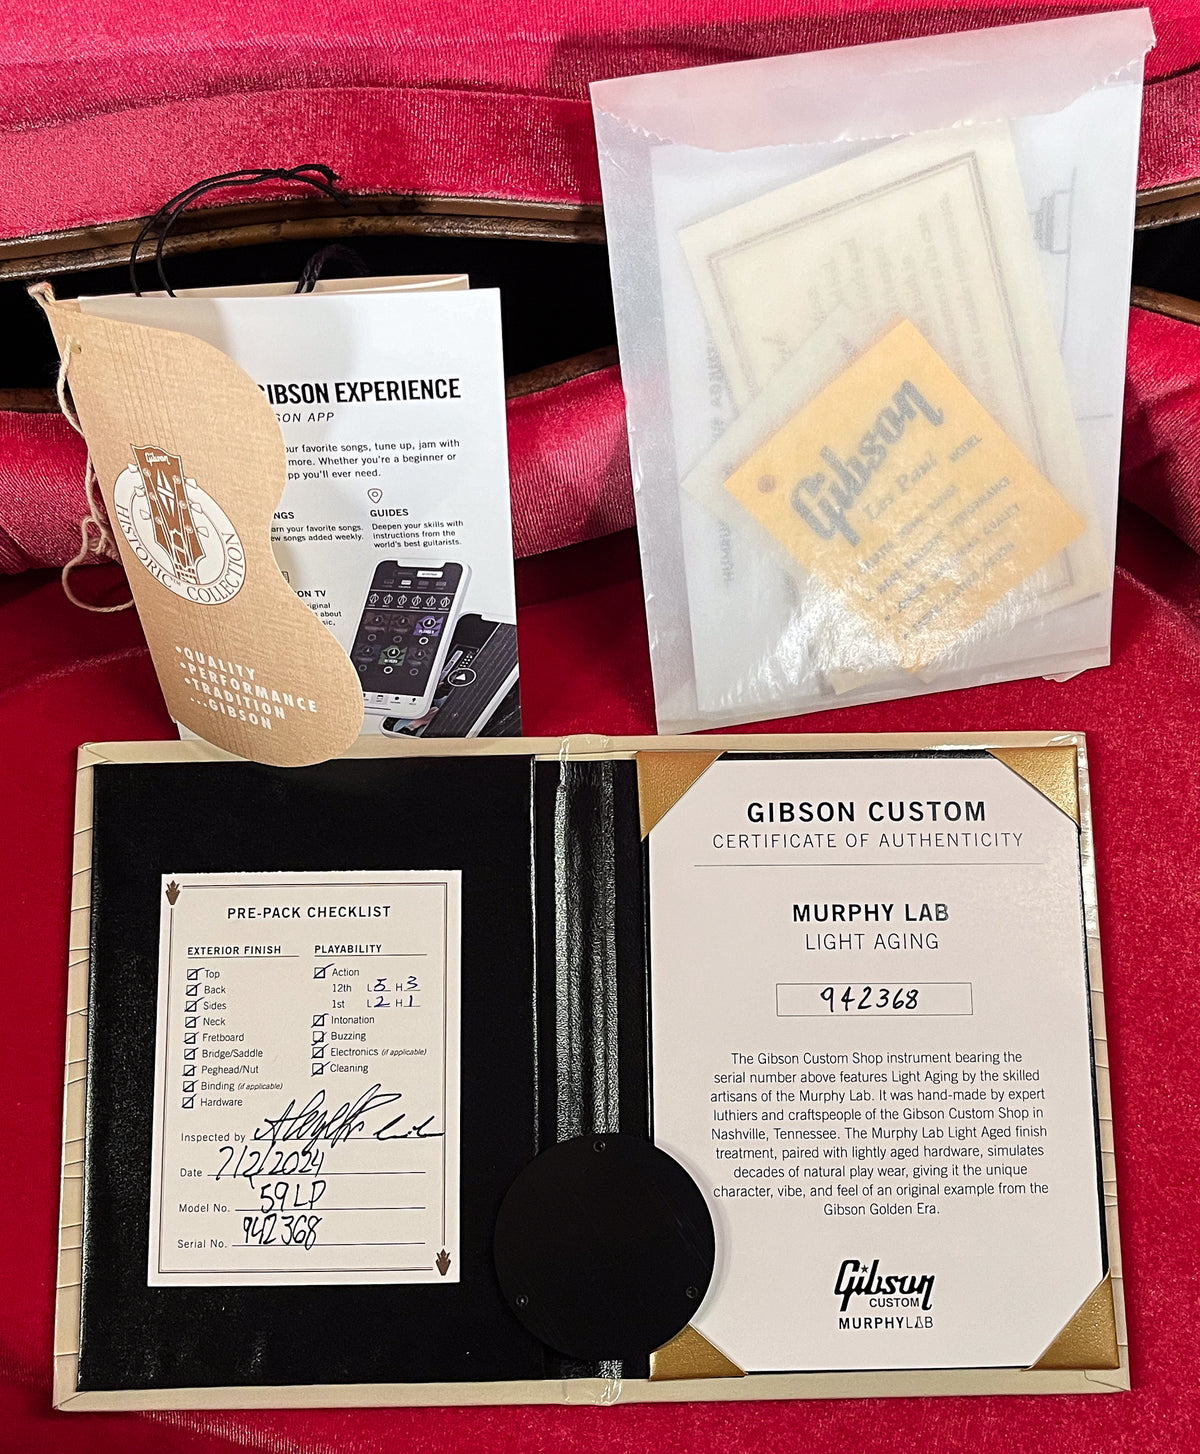 GIBSON EXPERIENCE
SON APP
our favorite songs, tune up, jam with
more. Whether you're a beginner or
pp you'll ever need.
NGS
arn your favorite songs.
ew songs added weekly.
GUIDES
Deepen your skills with
instructions from the
world's best guitarists.
ON TV
iginal
about
sic,
Gibson
HISTORIC™ COLLECTION
•QUALITY
•PERFORMANCE
•TRADITION
...GIBSON
Gibson
Les Paul
MODEL
PRE-PACK CHECKLIST
EXTERIOR FINISH
Top
Back
Sides
Neck
Fretboard
Bridge/Saddle
Peghead/Nut
Binding (if applicable)
Hardware
PLAYABILITY
Action
12th L 5 H 3
1st L 2 H 1
Intonation
Buzzing
Electronics (if applicable)
Cleaning
Inspected by
Date 7/2/2024
Model No. 59LP
Serial No. 942368
GIBSON CUSTOM
CERTIFICATE OF AUTHENTICITY
MURPHY LAB
LIGHT AGING
942368
The Gibson Custom Shop instrument bearing the
serial number above features Light Aging by the skilled
artisans of the Murphy Lab. It was hand-made by expert
luthiers and craftspeople of the Gibson Custom Shop in
Nashville, Tennessee. The Murphy Lab Light Aged finish
treatment, paired with lightly aged hardware, simulates
decades of natural play wear, giving it the unique
character, vibe, and feel of an original example from the
Gibson Golden Era.
Gibson
CUSTOM
MURPHYLAB